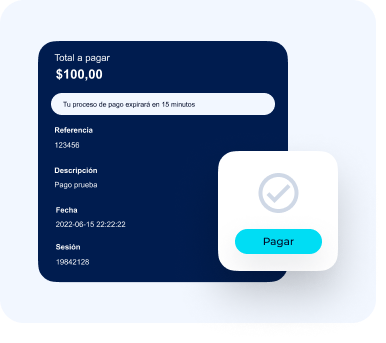 Total a pagar
$100,00
Tu proceso de pago expirará en 15 minutos
Referencia
123456
Descripción
Pago prueba
Fecha
2022-06-15 22:22:22
Sesión
19842128
Pagar